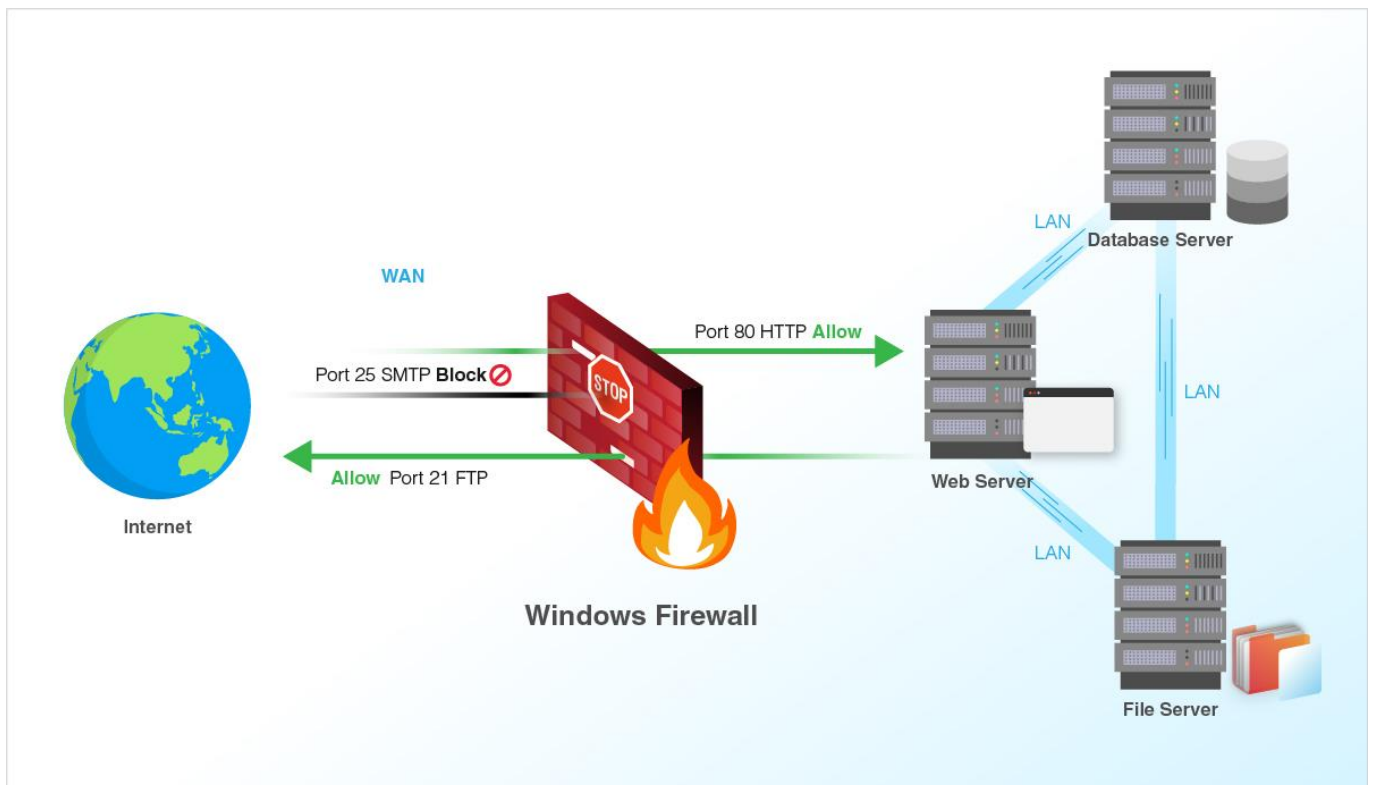 LAN
Database Server
WAN
Port 80 HTTP Allow
Port 25 SMTP Block
STOP
LAN
Allow Port 21 FTP
Web Server
Internet
LAN
Windows Firewall
File Server